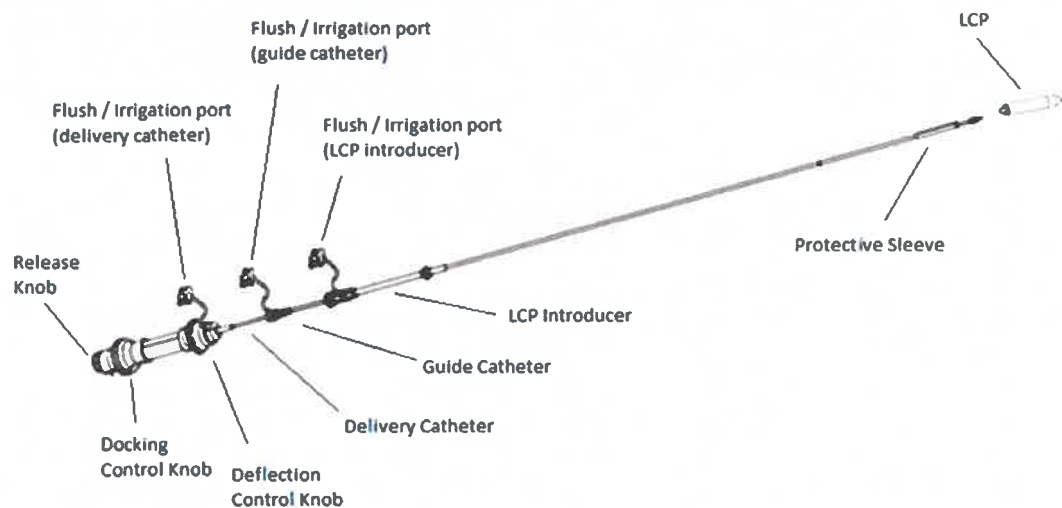 LCP
Flush / Irrigation port
(guide catheter)
Flush / Irrigation port
(delivery catheter)
Flush / Irrigation port
(LCP introducer)
Protective Sleeve
Release
Knob
LCP Introducer
Guide Catheter
Delivery Catheter
Docking
Control Knob
Deflection
Control Knob